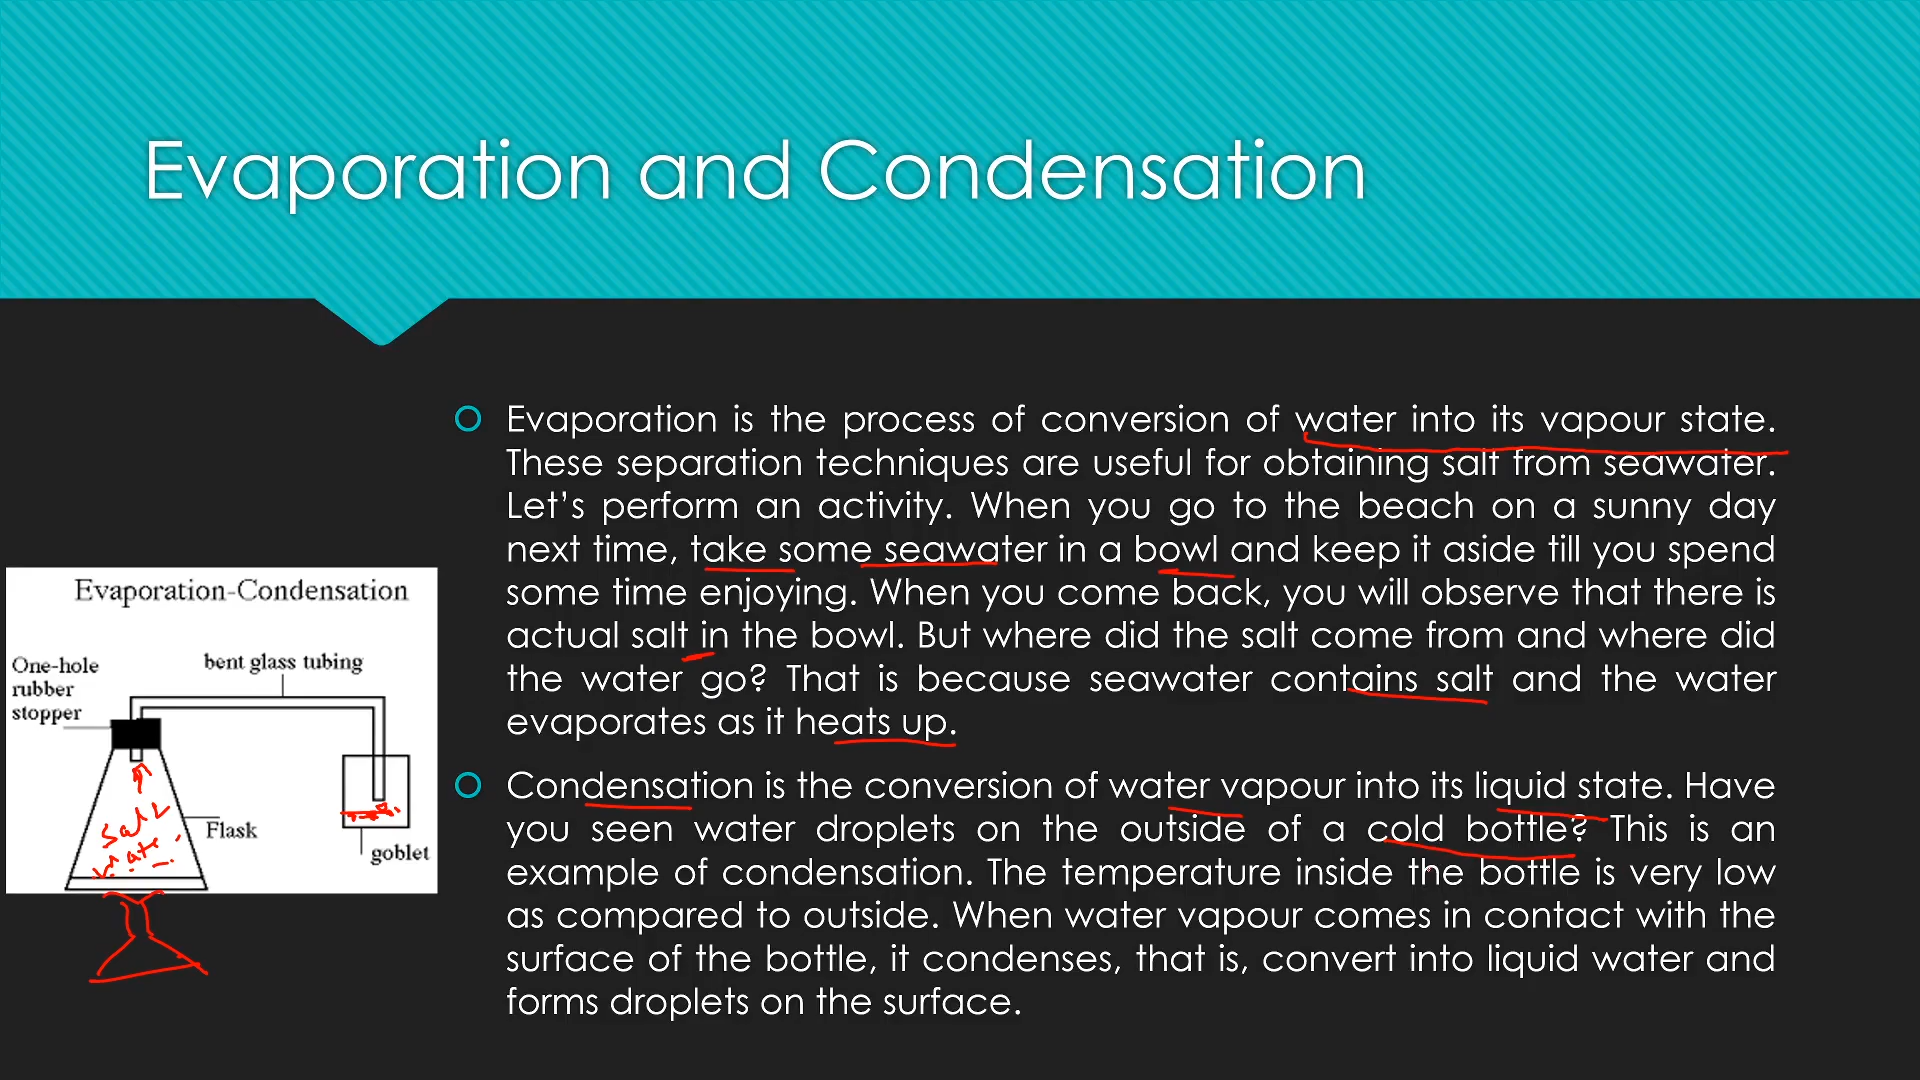 Evaporation and Condensation
Evaporation is the process of conversion of water into its vapour state.
These separation techniques are useful for obtaining salt from seawater.
Let’s perform an activity. When you go to the beach on a sunny day
next time, take some seawater in a bowl and keep it aside till you spend
some time enjoying. When you come back, you will observe that there is
actual salt in the bowl. But where did the salt come from and where did
the water go? That is because seawater contains salt and the water
evaporates as it heats up.
Condensation is the conversion of water vapour into its liquid state. Have
you seen water droplets on the outside of a cold bottle? This is an
example of condensation. The temperature inside the bottle is very low
as compared to outside. When water vapour comes in contact with the
surface of the bottle, it condenses, that is, convert into liquid water and
forms droplets on the surface.
Evaporation-Condensation
One-hole
rubber
stopper
bent glass tubing
Flask
goblet
Salt